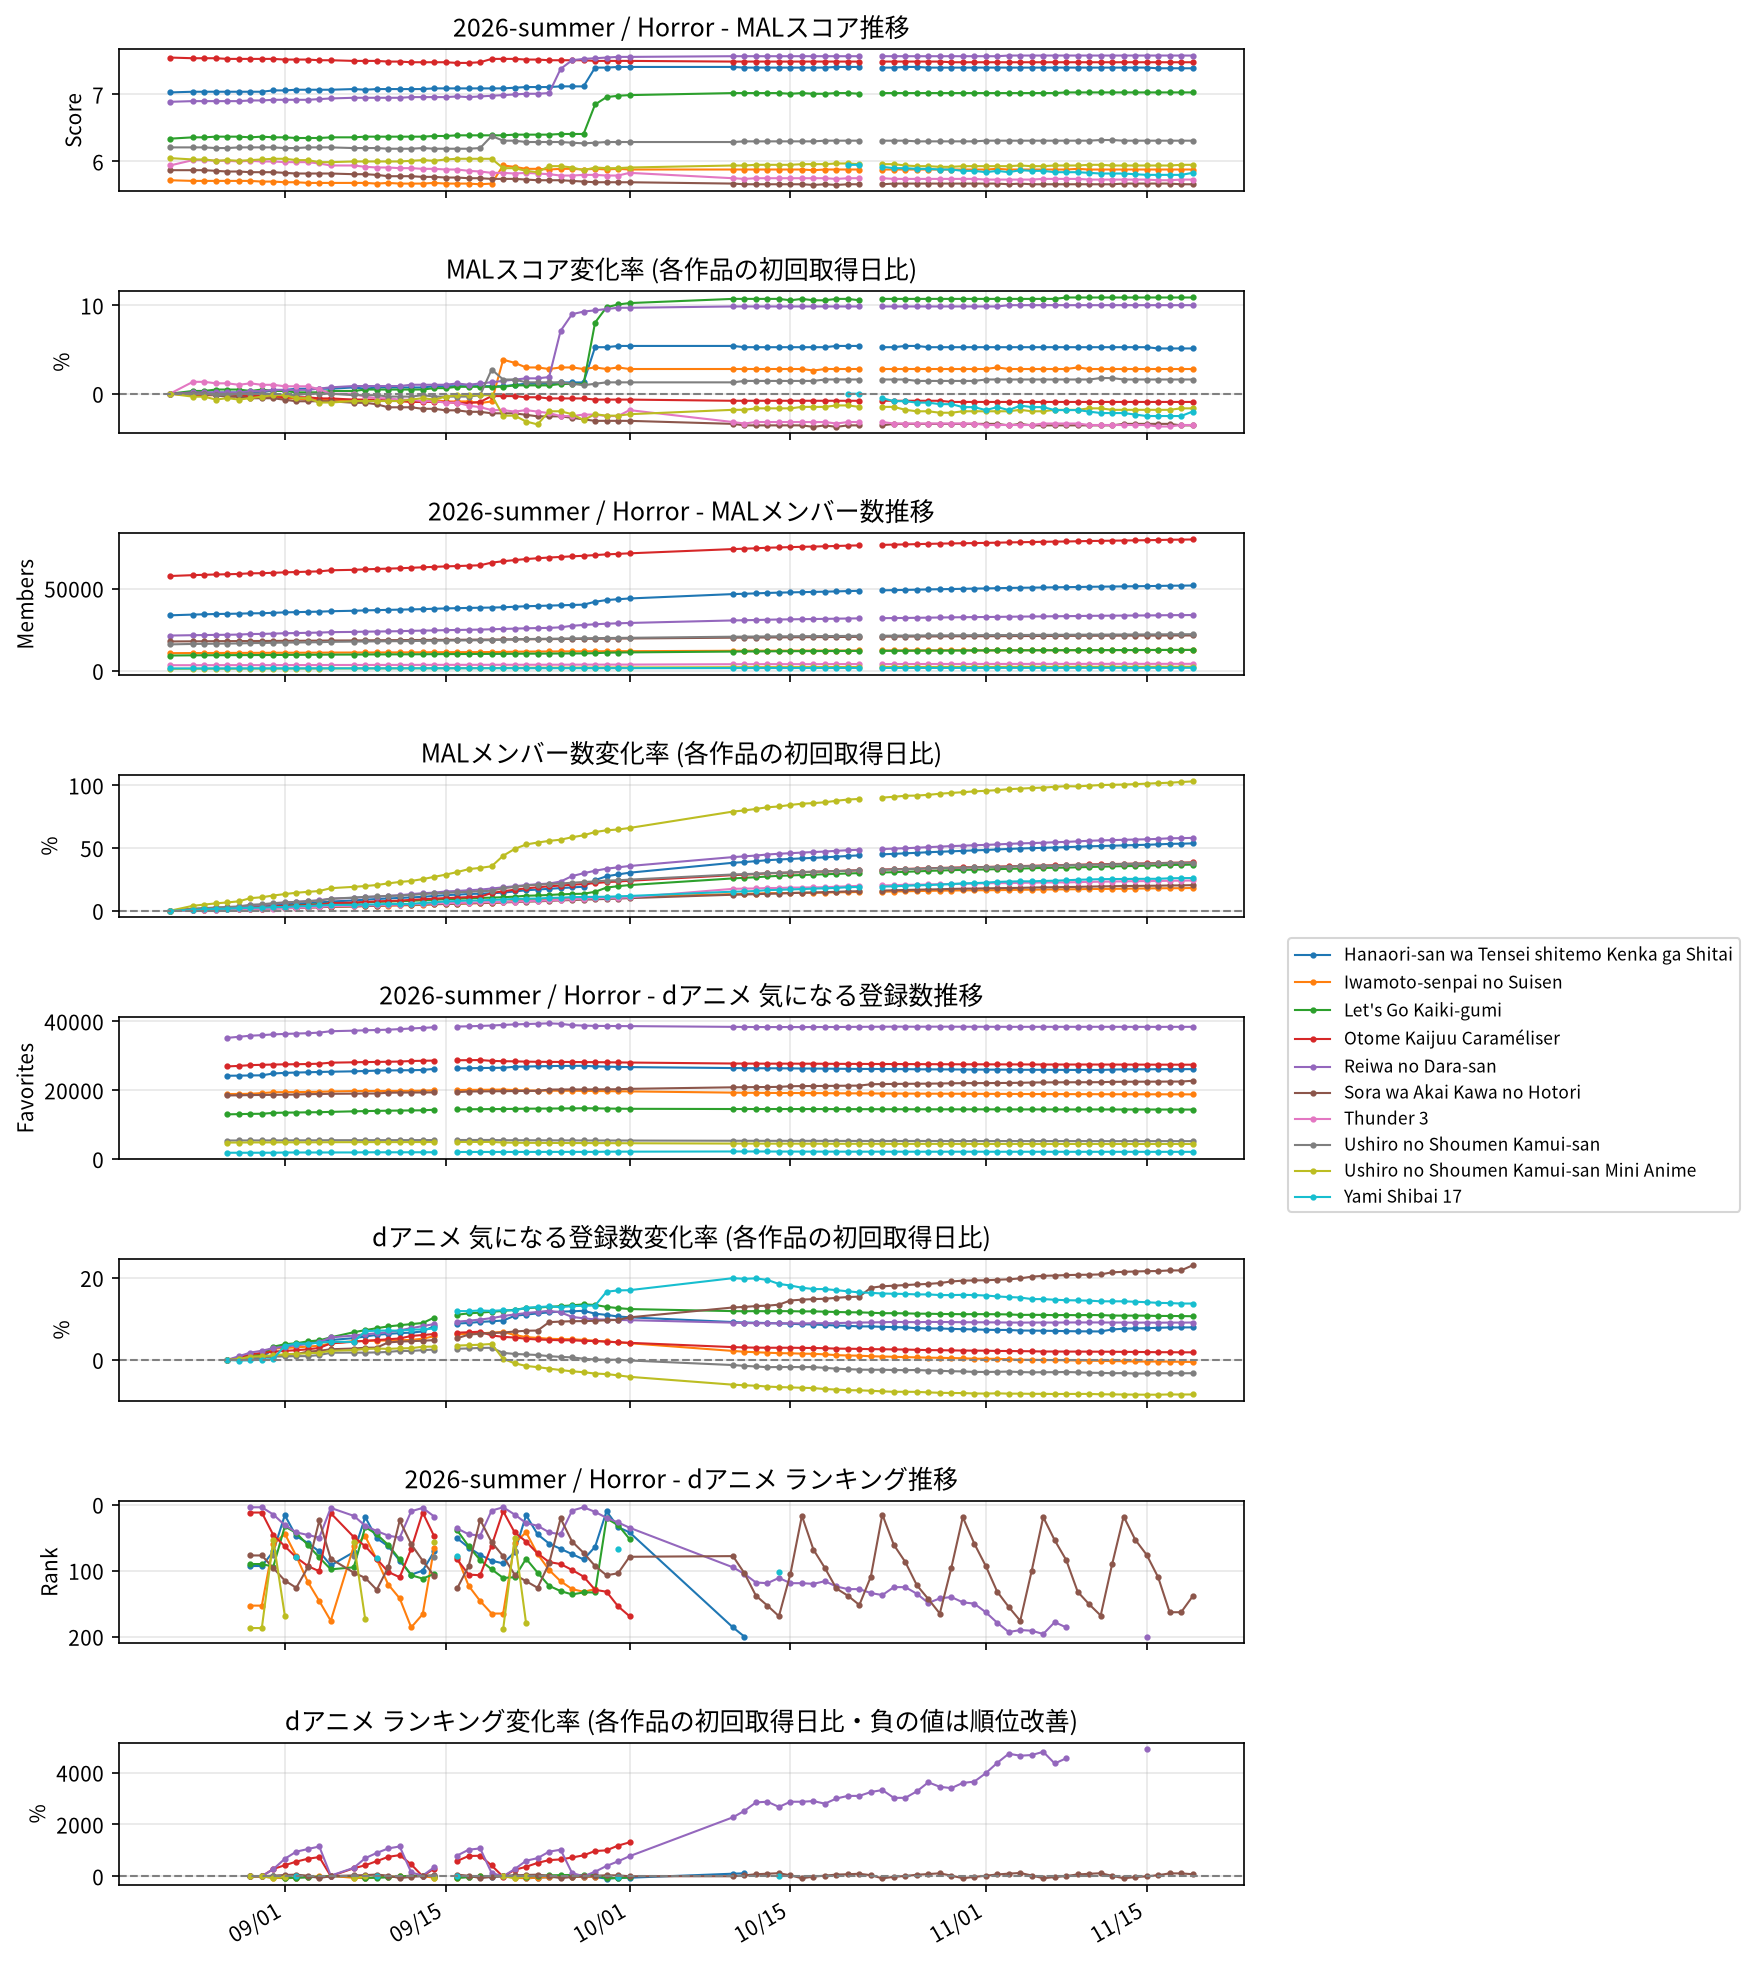 2026-summer / Horror - MALスコア推移
Score
7
6
MALスコア変化率 (各作品の初回取得日比)
%
10
0
2026-summer / Horror - MALメンバー数推移
Members
50000
0
MALメンバー数変化率 (各作品の初回取得日比)
%
100
50
0
2026-summer / Horror - dアニメ 気になる登録数推移
Favorites
40000
20000
0
Hanaori-san wa Tensei shitemo Kenka ga Shitai
Iwamoto-senpai no Suisen
Let's Go Kaiki-gumi
Otome Kaijuu Caraméliser
Reiwa no Dara-san
Sora wa Akai Kawa no Hotori
Thunder 3
Ushiro no Shoumen Kamui-san
Ushiro no Shoumen Kamui-san Mini Anime
Yami Shibai 17
dアニメ 気になる登録数変化率 (各作品の初回取得日比)
%
20
0
2026-summer / Horror - dアニメ ランキング推移
Rank
0
100
200
dアニメ ランキング変化率 (各作品の初回取得日比・負の値は順位改善)
%
4000
2000
0
09/01
09/15
10/01
10/15
11/01
11/15